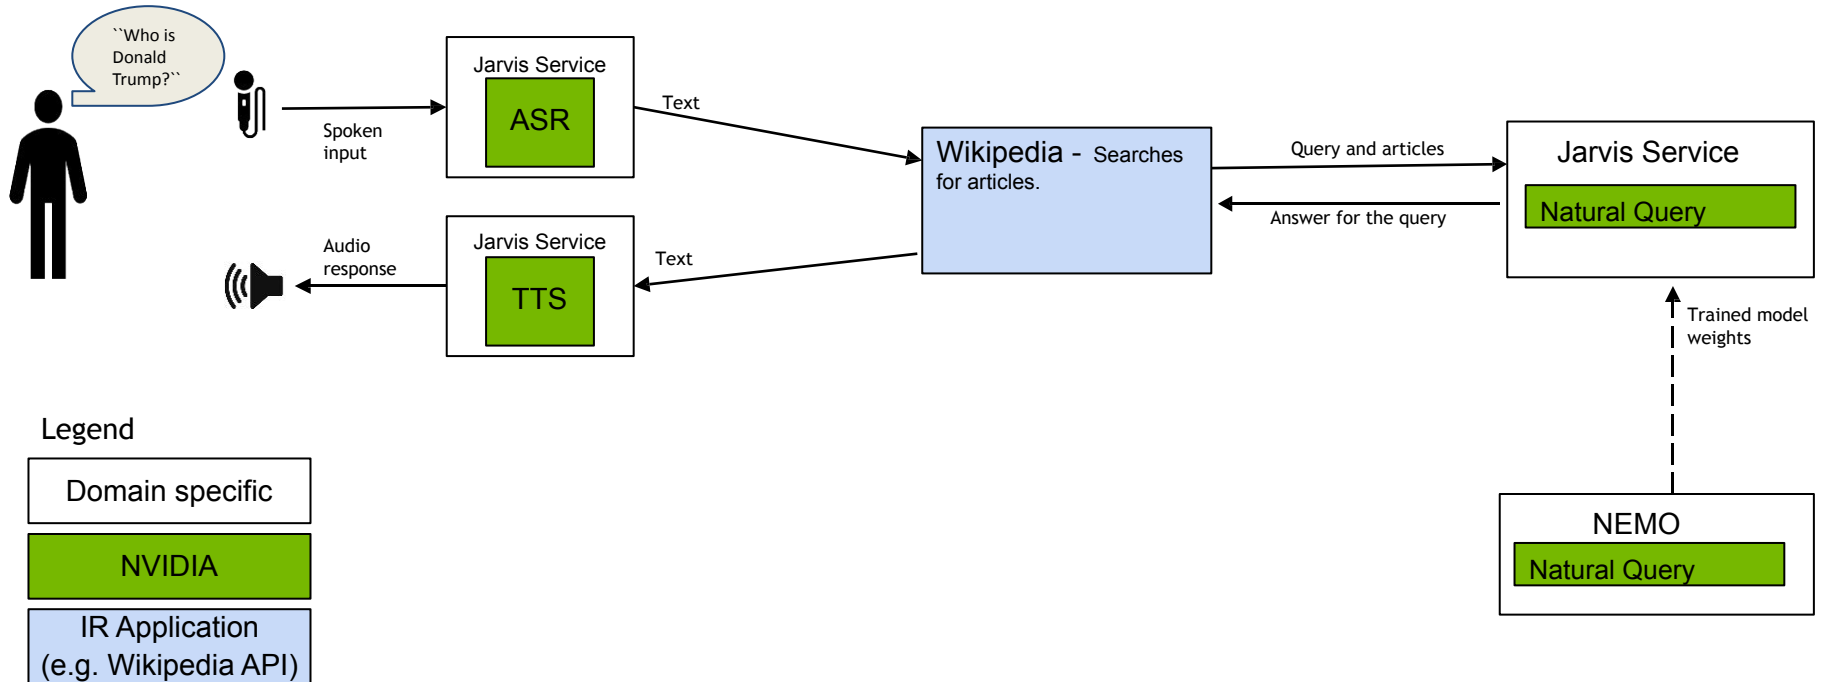 ``Who is
Donald
Trump?``
Spoken
input
Jarvis Service
ASR
Text
Wikipedia - Searches
for articles.
Query and articles
Answer for the query
Jarvis Service
Natural Query
Audio
response
Jarvis Service
TTS
Text
Trained model
weights
NEMO
Natural Query
Legend
Domain specific
NVIDIA
IR Application
(e.g. Wikipedia API)